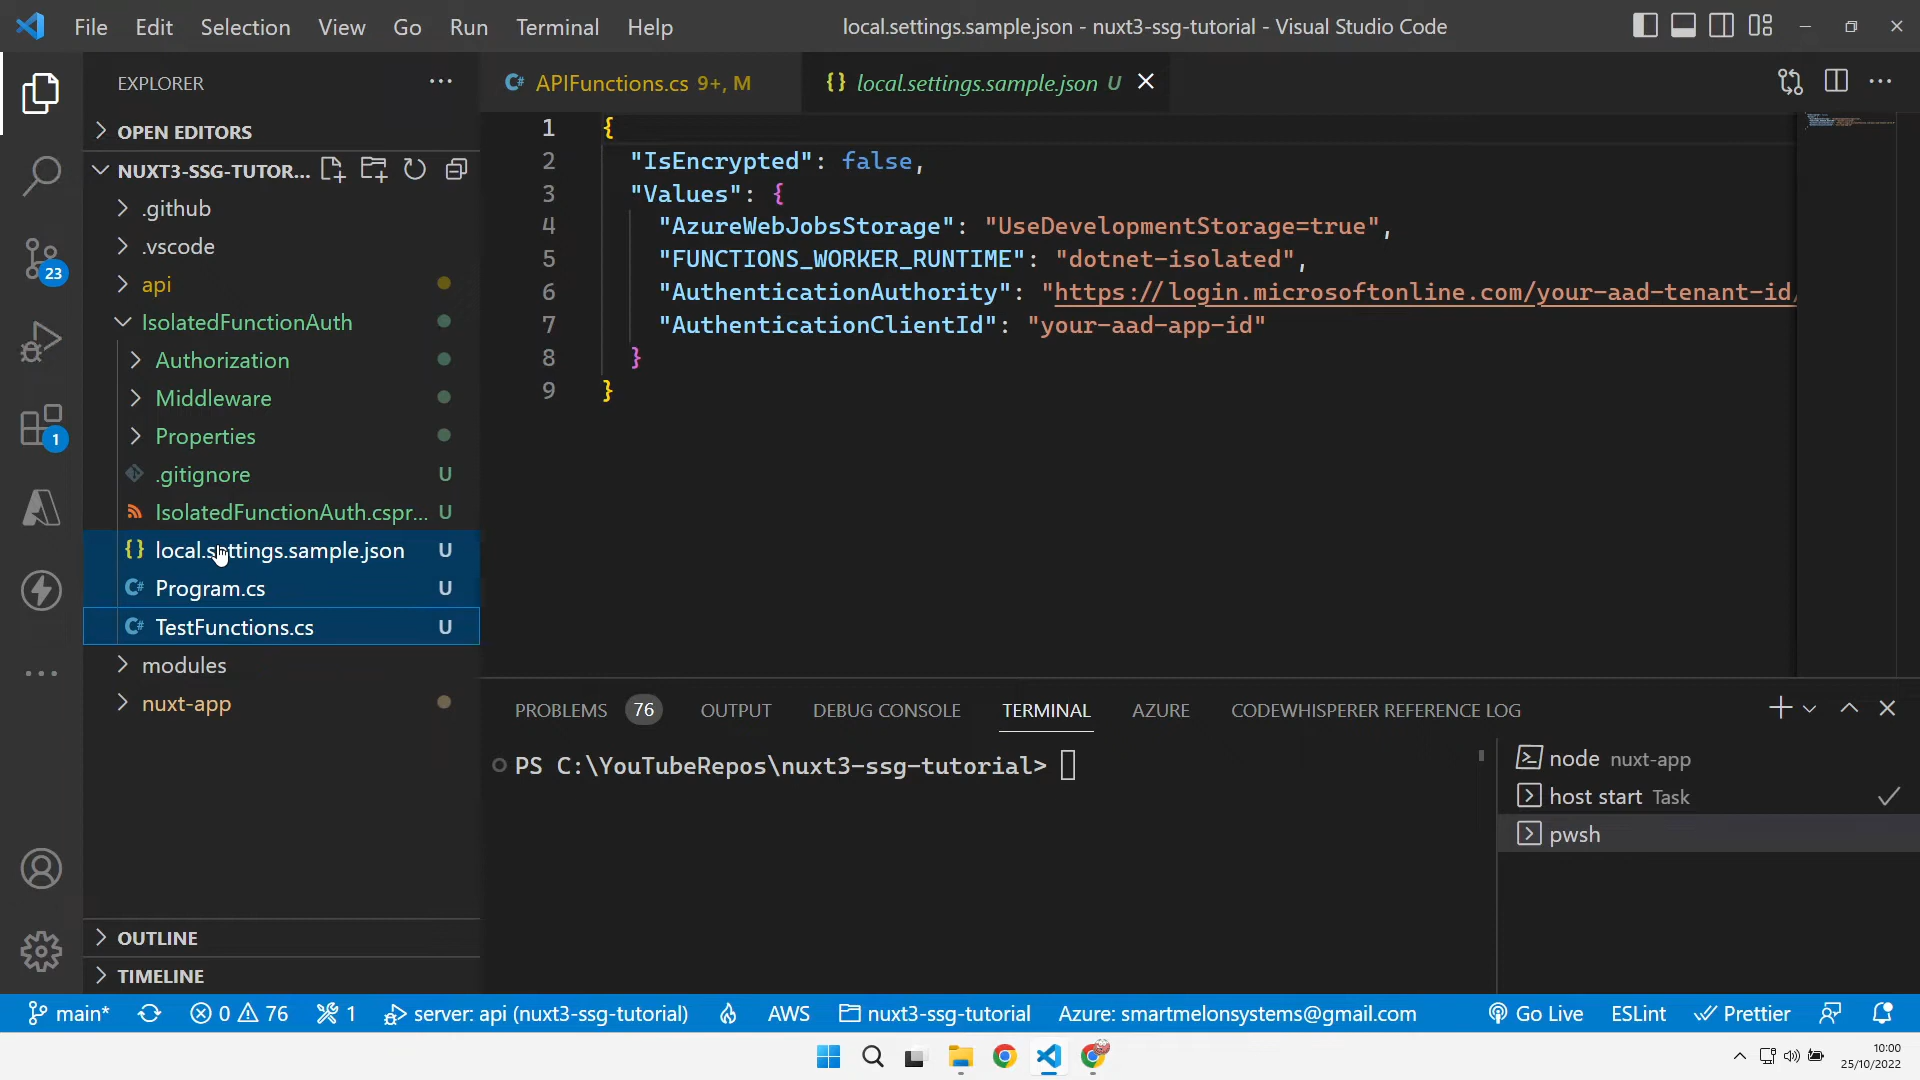 File Edit Selection View Go Run Terminal Help
local.settings.sample.json - nuxt3-ssg-tutorial - Visual Studio Code
EXPLORER ···
OPEN EDITORS
NUXT3-SSG-TUTOR...
.github
.vscode
api
IsolatedFunctionAuth
Authorization
Middleware
Properties
.gitignore U
IsolatedFunctionAuth.cspr... U
local.settings.sample.json U
Program.cs U
TestFunctions.cs U
modules
nuxt-app
OUTLINE
TIMELINE
23
1
APIFunctions.cs 9+, M
local.settings.sample.json U
1 {
2 "IsEncrypted": false,
3 "Values": {
4 "AzureWebJobsStorage": "UseDevelopmentStorage=true",
5 "FUNCTIONS_WORKER_RUNTIME": "dotnet-isolated",
6 "AuthenticationAuthority": "https://login.microsoftonline.com/your-aad-tenant-id/
7 "AuthenticationClientId": "your-aad-app-id"
8 }
9 }
PROBLEMS 76 OUTPUT DEBUG CONSOLE TERMINAL AZURE CODEWHISPERER REFERENCE LOG
PS C:\YouTubeRepos\nuxt3-ssg-tutorial>
node nuxt-app
host start Task
pwsh
main* 0 76 1 server: api (nuxt3-ssg-tutorial) AWS nuxt3-ssg-tutorial Azure: smartmelonsystems@gmail.com Go Live ESLint Prettier
10:00
25/10/2022